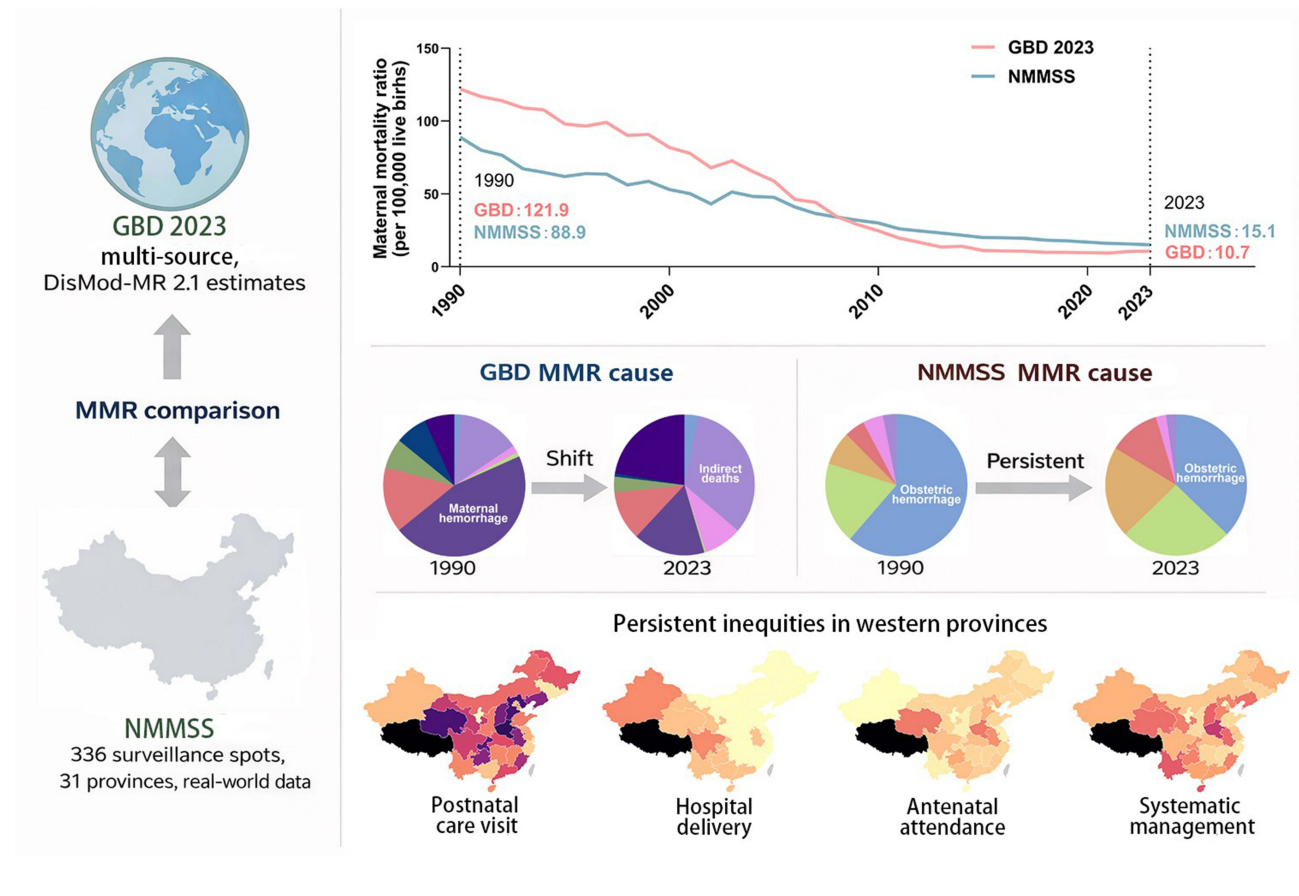 GBD 2023
multi-source,
DisMod-MR 2.1 estimates
MMR comparison
NMMSS
336 surveillance spots,
31 provinces, real-world data
Maternal mortality ratio
(per 100,000 live birhs)
150
100
50
0
GBD 2023
NMMSS
1990
GBD:121.9
NMMSS:88.9
2023
NMMSS:15.1
GBD:10.7
1990
2000
2010
2020
2023
GBD MMR cause
Maternal
hemorrhage
1990
Shift
Indirect
deaths
2023
NMMSS MMR cause
Obstetric
hemorrhage
1990
Persistent
Obstetric
hemorrhage
2023
Persistent inequities in western provinces
Postnatal
care visit
Hospital
delivery
Antenatal
attendance
Systematic
management